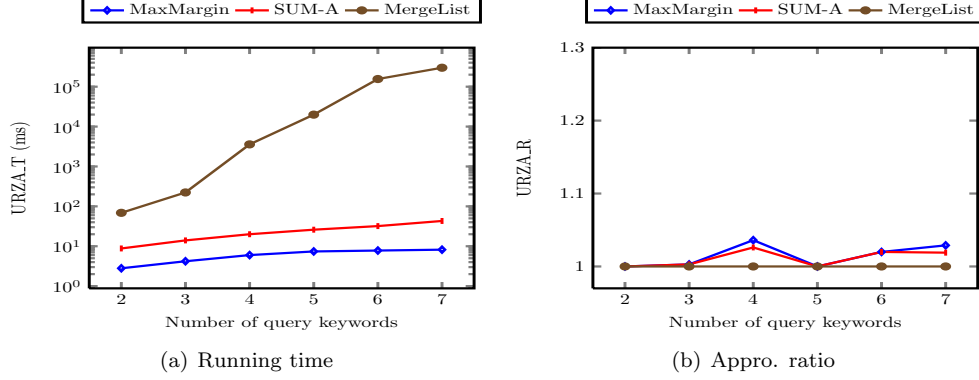 MaxMargin SUM-A MergeList
URZA_T (ms)
10^5
10^4
10^3
10^2
10^1
10^0
2 3 4 5 6 7
Number of query keywords
(a) Running time
MaxMargin SUM-A MergeList
URZA_R
1.3
1.2
1.1
1
2 3 4 5 6 7
Number of query keywords
(b) Appro. ratio